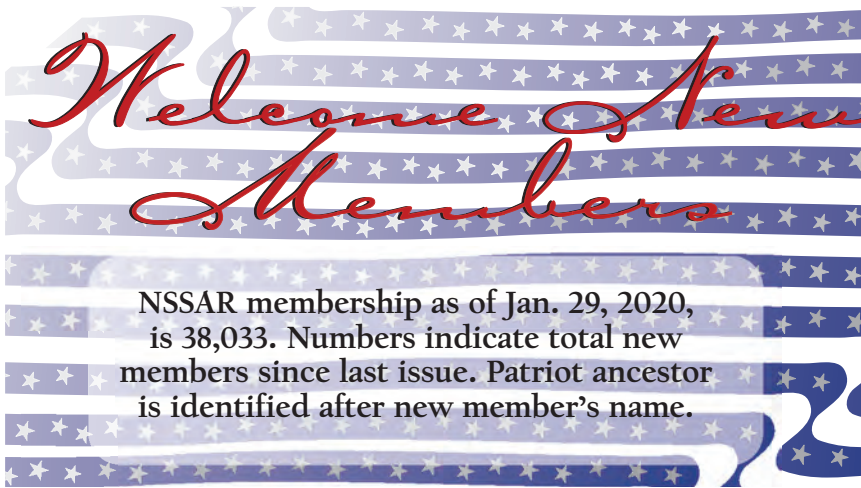 Welcome New
Members
NSSAR membership as of Jan. 29, 2020,
is 38,033. Numbers indicate total new
members since last issue. Patriot ancestor
is identified after new member’s name.